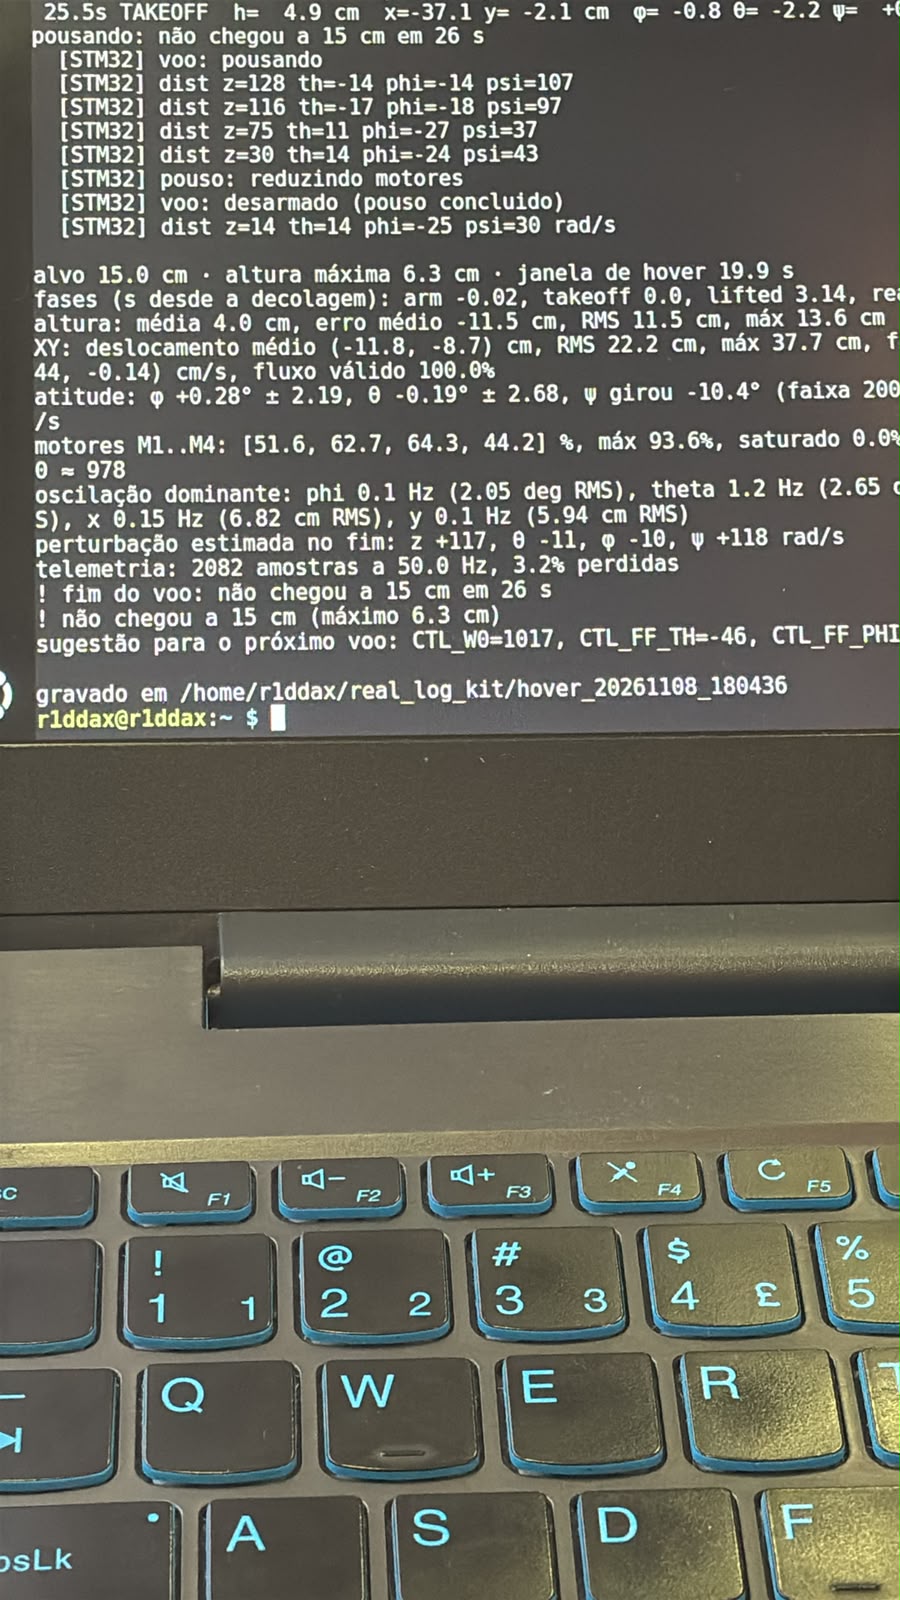 25.5s TAKEOFF h= 4.9 cm x=-37.1 y= -2.1 cm φ= -0.8 θ= -2.2 ψ=
pousando: não chegou a 15 cm em 26 s
[STM32] voo: pousando
[STM32] dist z=128 th=-14 phi=-14 psi=107
[STM32] dist z=116 th=-17 phi=-18 psi=97
[STM32] dist z=75 th=11 phi=-27 psi=37
[STM32] dist z=30 th=14 phi=-24 psi=43
[STM32] pouso: reduzindo motores
[STM32] voo: desarmado (pouso concluido)
[STM32] dist z=14 th=14 phi=-25 psi=30 rad/s
alvo 15.0 cm · altura máxima 6.3 cm · janela de hover 19.9 s
fases (s desde a decolagem): arm -0.02, takeoff 0.0, lifted 3.14,
altura: média 4.0 cm, erro médio -11.5 cm, RMS 11.5 cm, máx 13.6 cm
XY: deslocamento médio (-11.8, -8.7) cm, RMS 22.2 cm, máx 37.7 cm,
44, -0.14) cm/s, fluxo válido 100.0%
atitude: φ +0.28° ± 2.19, θ -0.19° ± 2.68, ψ girou -10.4° (faixa 200
/s
motores M1..M4: [51.6, 62.7, 64.3, 44.2] %, máx 93.6%, saturado 0.0%
0 ≈ 978
oscilação dominante: phi 0.1 Hz (2.05 deg RMS), theta 1.2 Hz (2.65
S), x 0.15 Hz (6.82 cm RMS), y 0.1 Hz (5.94 cm RMS)
perturbação estimada no fim: z +117, θ -11, φ -10, ψ +118 rad/s
telemetria: 2082 amostras a 50.0 Hz, 3.2% perdidas
! fim do voo: não chegou a 15 cm em 26 s
! não chegou a 15 cm (máximo 6.3 cm)
sugestão para o próximo voo: CTL_W0=1017, CTL_FF_TH=-46, CTL_FF_PHI
gravado em /home/r1ddax/real_log_kit/hover_20261108_180436
r1ddax@r1ddax:~ $
F1 F2 F3 F4 F5
! @ # $ %
1 1 2 2 3 3 4 £ 5
Q W E R
A S D F